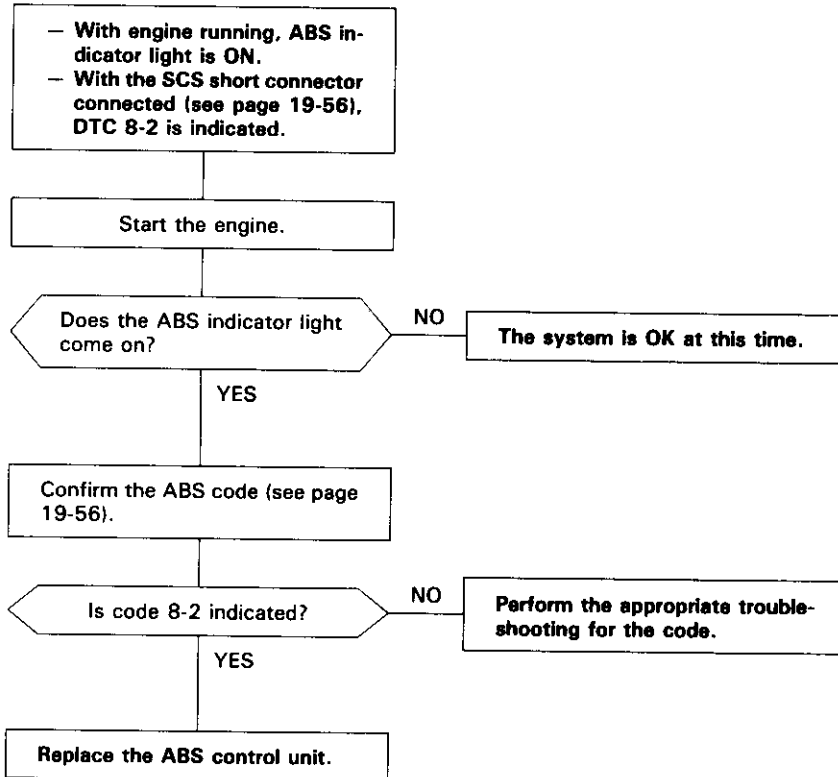 — With engine running, ABS in-
dicator light is ON.
— With the SCS short connector
connected (see page 19-56),
DTC 8-2 is indicated.
Start the engine.
Does the ABS indicator light
come on?
NO
The system is OK at this time.
YES
Confirm the ABS code (see page
19-56).
Is code 8-2 indicated?
NO
Perform the appropriate trouble-
shooting for the code.
YES
Replace the ABS control unit.